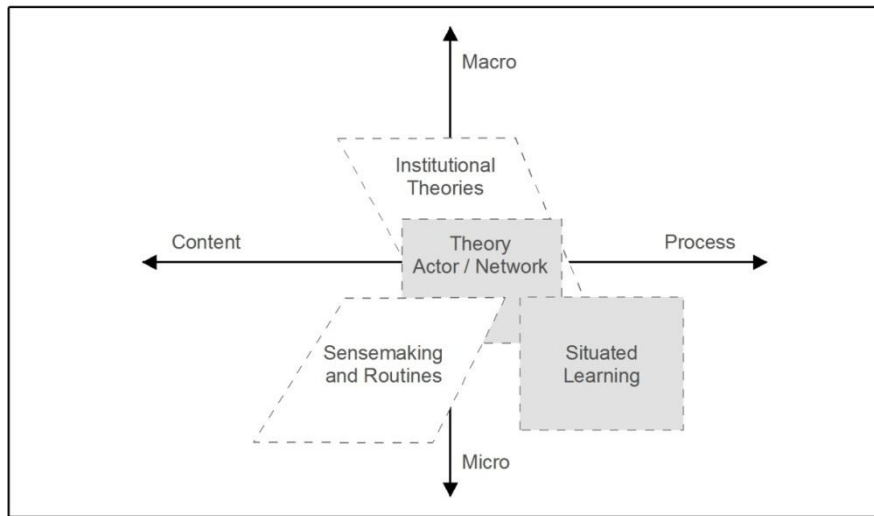 Macro
Institutional
Theories
Content
Theory
Actor / Network
Process
Sensemaking
and Routines
Situated
Learning
Micro